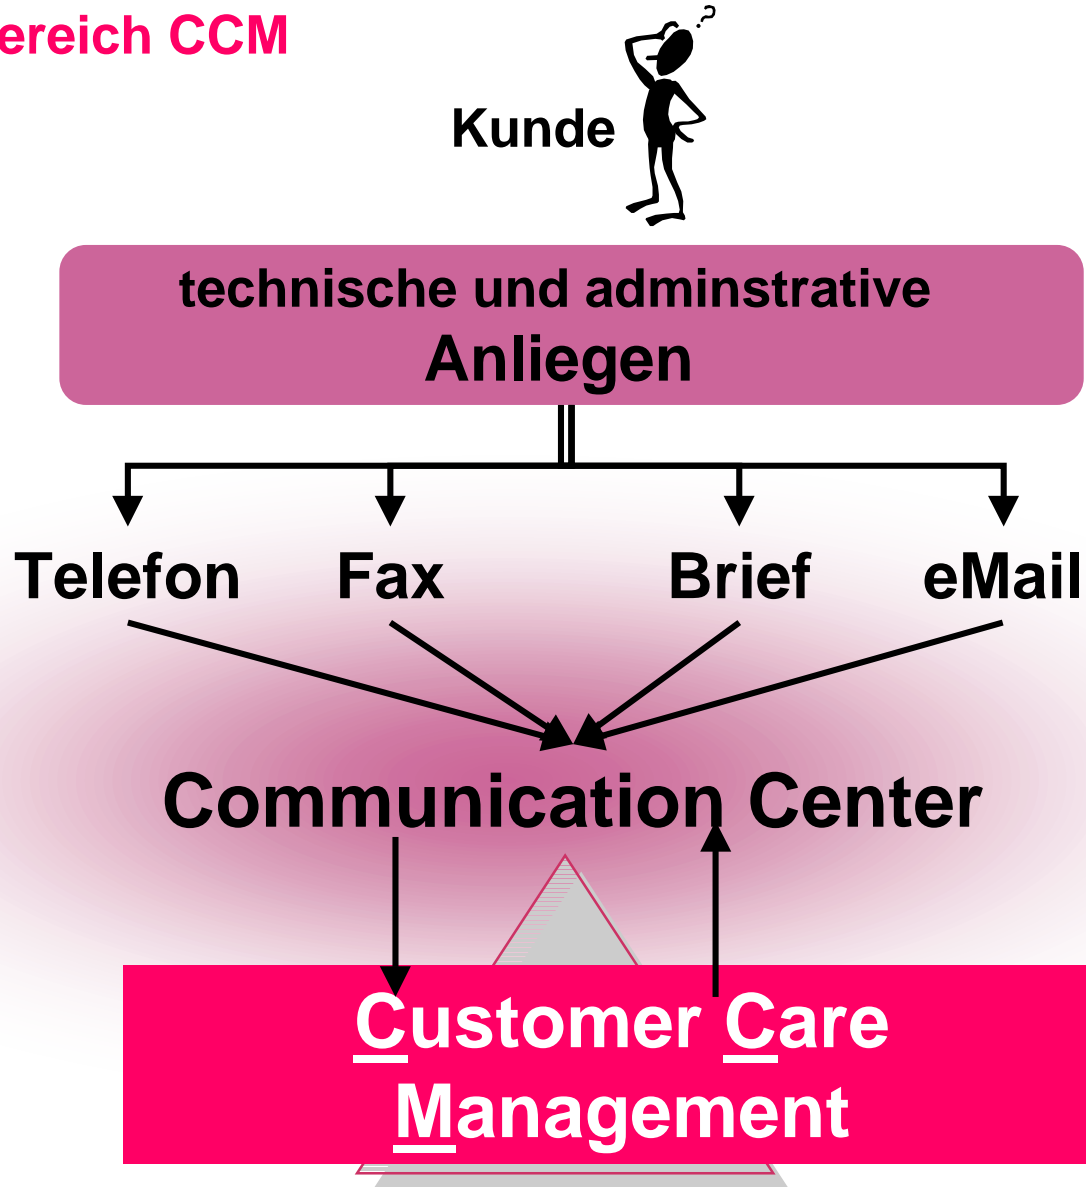 ereich CCM
?
Kunde
technische und adminstrative
Anliegen
Telefon Fax Brief eMail
Communication Center
Customer Care
Management